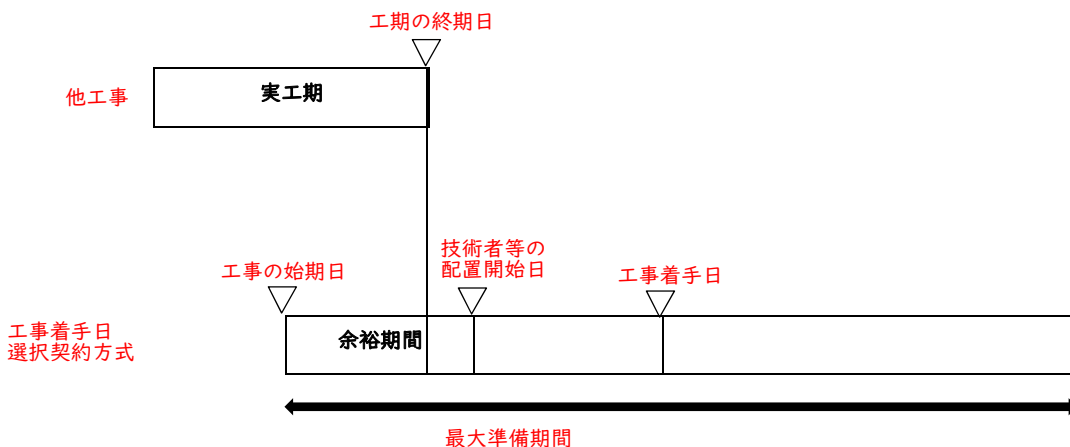 工期の終期日
他工事
実工期
技術者等の
配置開始日
工事の始期日
工事着手日
工事着手日
選択契約方式
余裕期間
最大準備期間